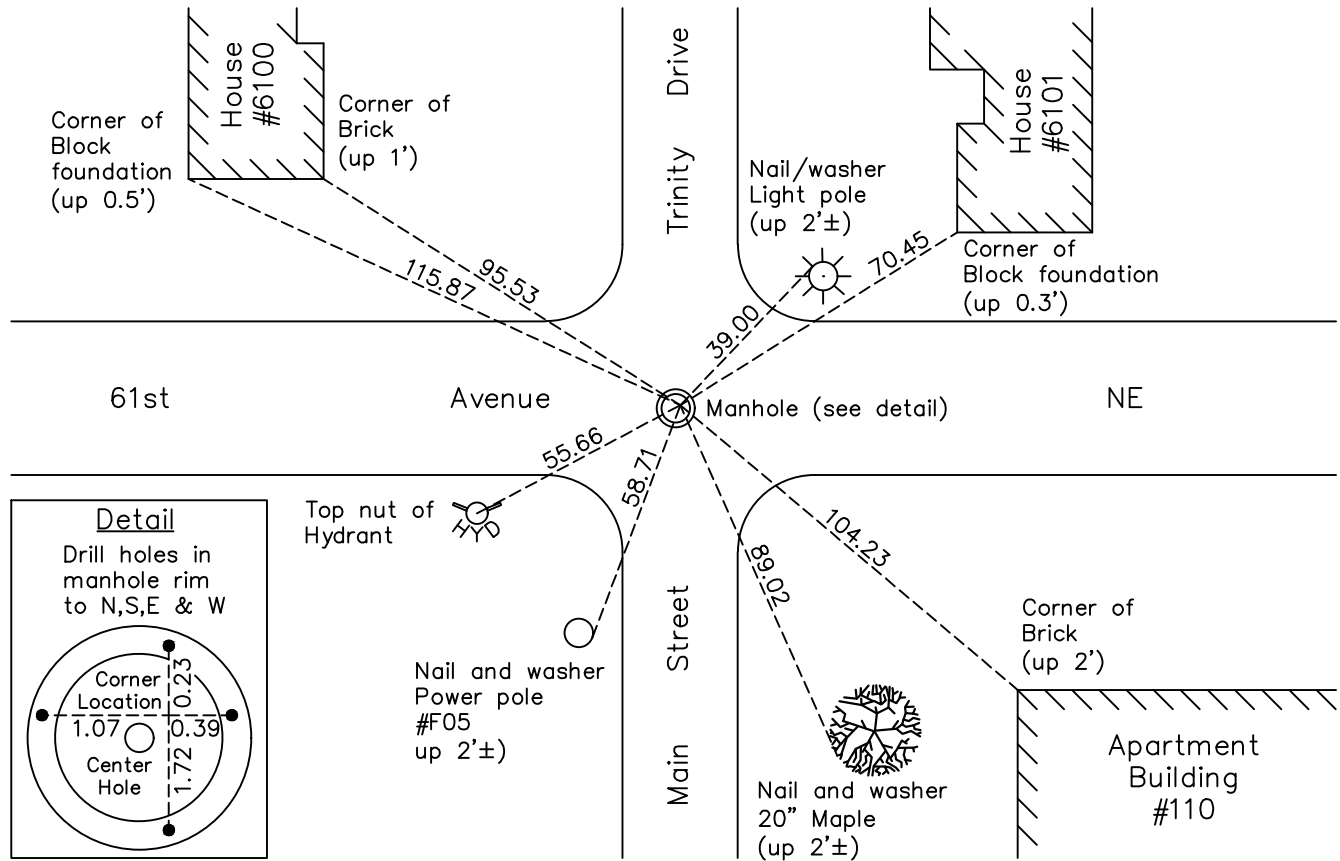 House
#6100
Corner of
Block
foundation
(up 0.5')
Corner of
Brick
(up 1')
Trinity Drive
Nail/washer
Light pole
(up 2'±)
House
#6101
Corner of
Block foundation
(up 0.3')
115.87
95.53
39.00
70.45
61st Avenue NE
Manhole (see detail)
55.66
58.71
89.02
104.23
Top nut of
Hydrant
HYD
Nail and washer
Power pole
#F05
up 2'±)
Main Street
Nail and washer
20" Maple
(up 2'±)
Corner of
Brick
(up 2')
Apartment
Building
#110
Detail
Drill holes in
manhole rim
to N,S,E & W
Corner
Location
0.23
1.07
0.39
1.72
Center
Hole